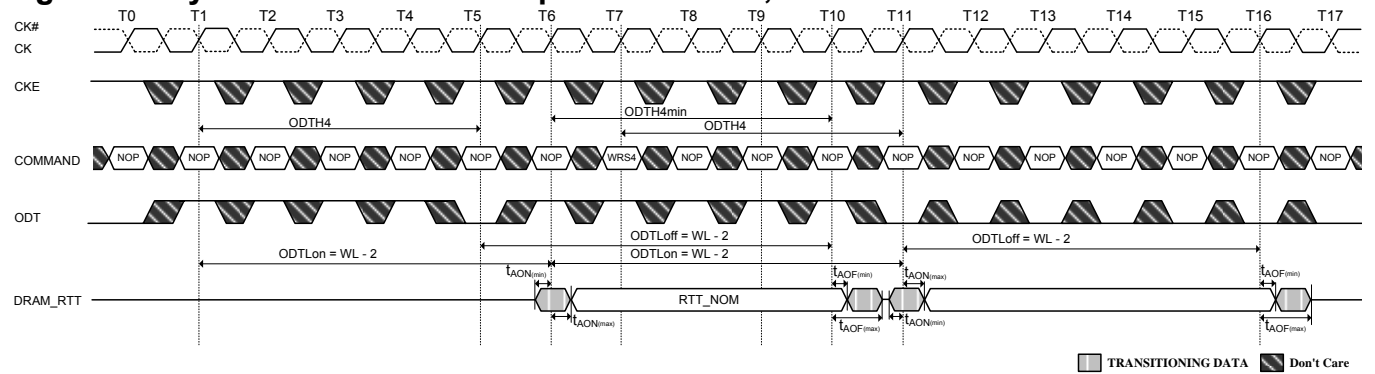 T0 T1 T2 T3 T4 T5 T6 T7 T8 T9 T10 T11 T12 T13 T14 T15 T16 T17
CK#
CK
CKE
ODTH4min
ODTH4 ODTH4
COMMAND NOP NOP NOP NOP NOP NOP NOP WRS4 NOP NOP NOP NOP NOP NOP NOP NOP NOP NOP
ODT
ODTLoff = WL - 2 ODTLoff = WL - 2
ODTLon = WL - 2 ODTLon = WL - 2
tAON(min) tAOF(min) tAON(max) tAOF(min)
DRAM_RTT RTT_NOM
tAON(max) tAOF(max) tAON(min) tAOF(max)
TRANSITIONING DATA Don't Care